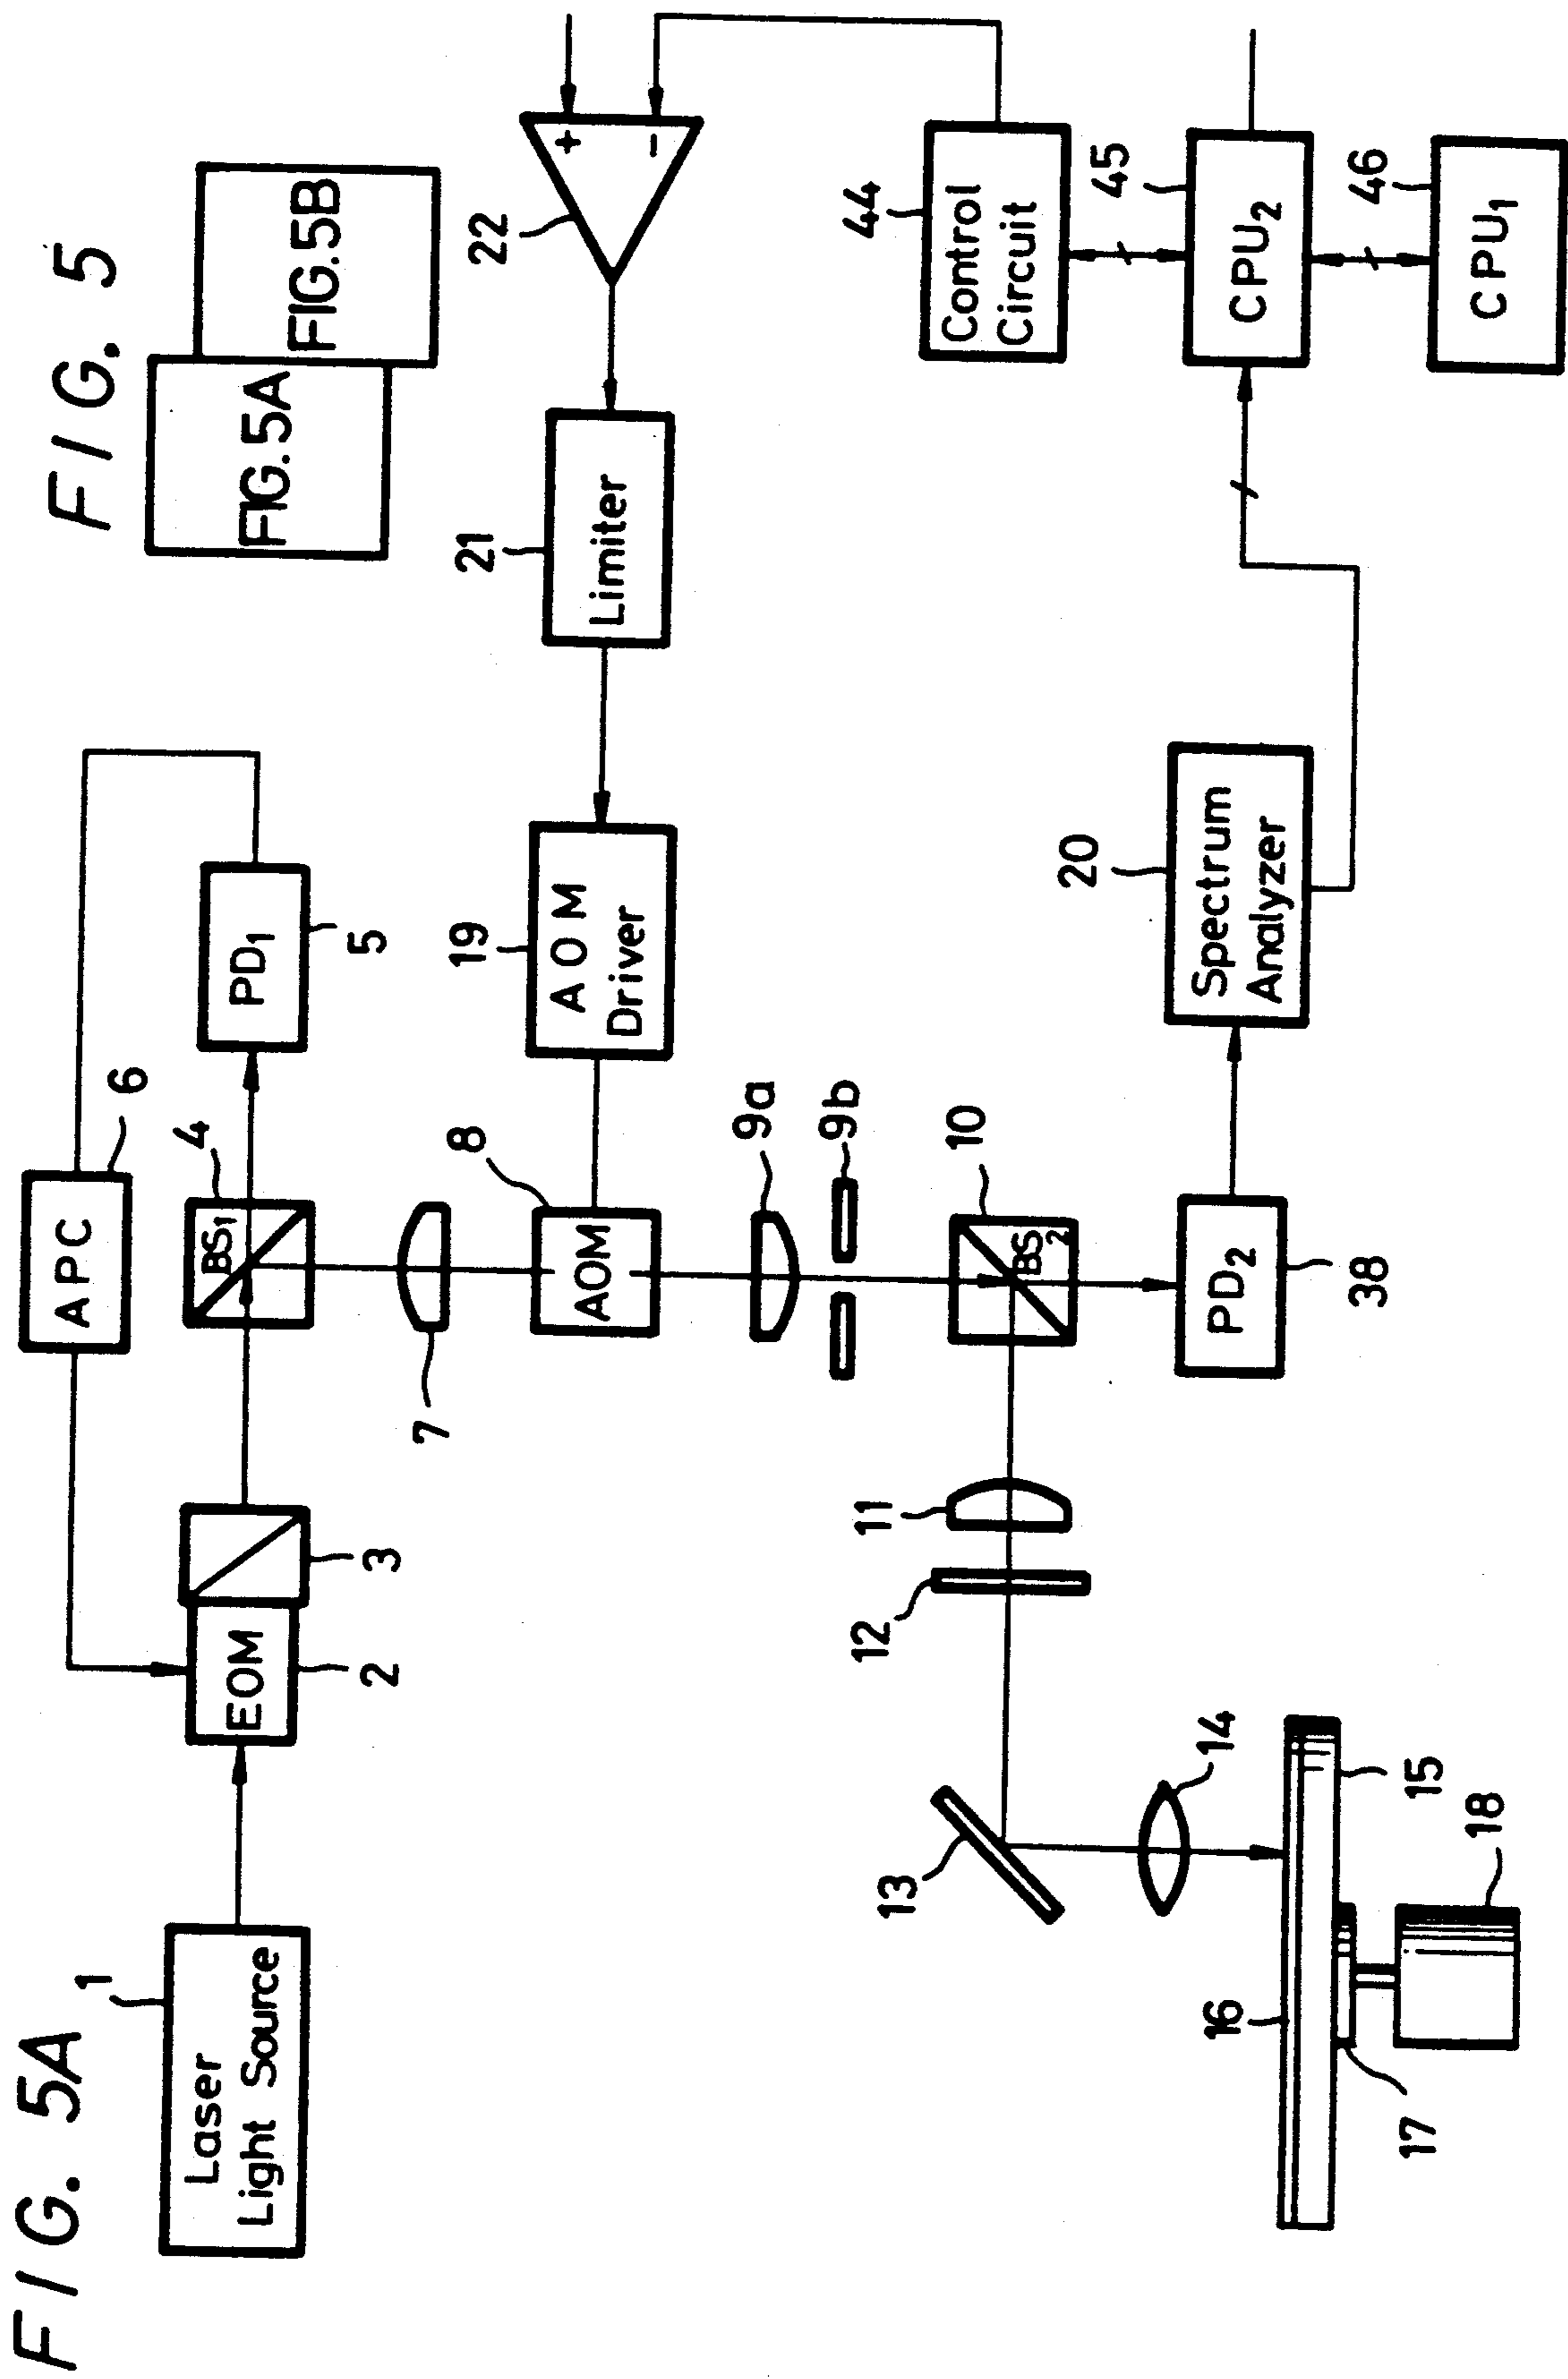 FIG. 5A
FIG. 5
FIG. 5A
FIG. 5B
1
Laser
Light Source
EOM
2
3
APC
6
BS1
4
PD1
5
7
8
AOM
19
AOM
Driver
21
Limiter
22
+
-
9a
9b
10
BS2
11
12
13
14
15
16
17
18
PD2
38
20
Spectrum
Analyzer
44
Control
Circuit
45
CPU2
46
CPU1